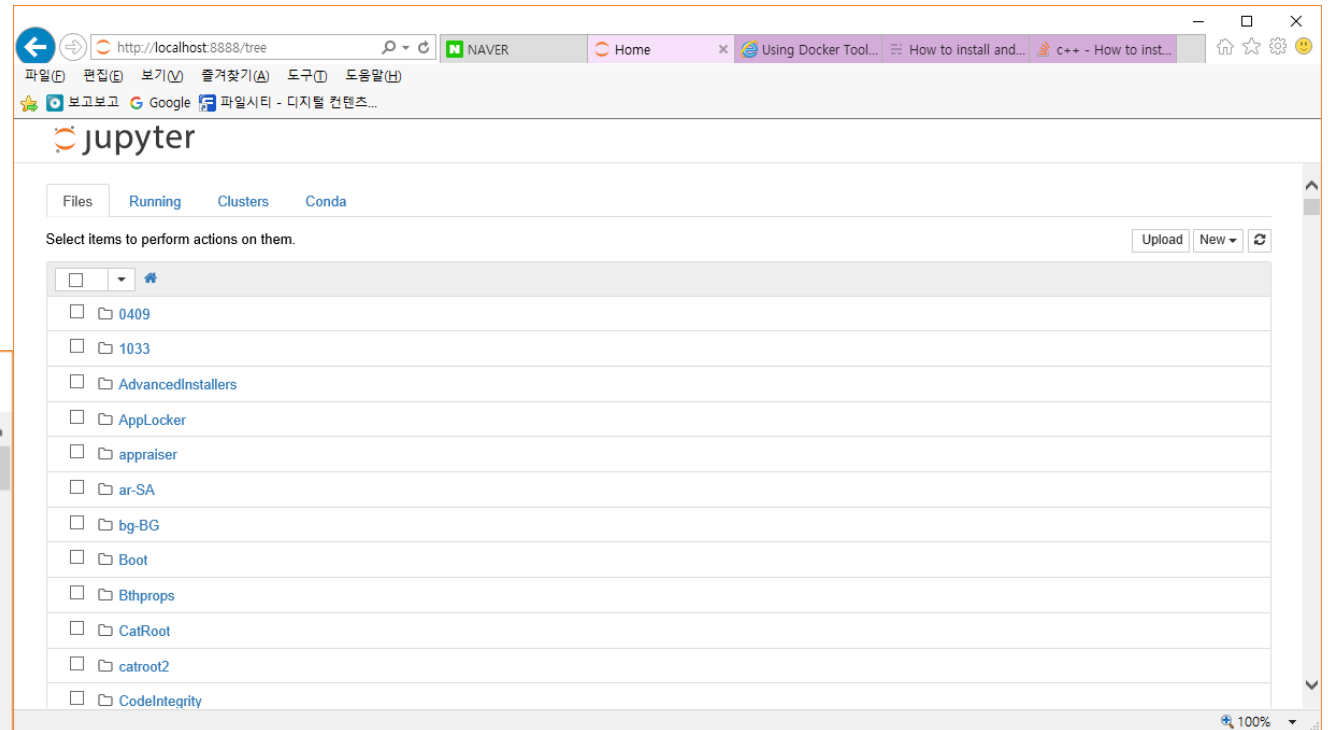 http://localhost:8888/tree
NAVER
Home
Using Docker Tool...
How to install and...
c++ - How to inst...
파일(F) 편집(E) 보기(V) 즐겨찾기(A) 도구(T) 도움말(H)
보고보고 Google 파일시티 - 디지털 컨텐츠...
jupyter
Files Running Clusters Conda
Select items to perform actions on them.
Upload New
0409
1033
AdvancedInstallers
AppLocker
appraiser
ar-SA
bg-BG
Boot
Bthprops
CatRoot
catroot2
CodeIntegrity
100%